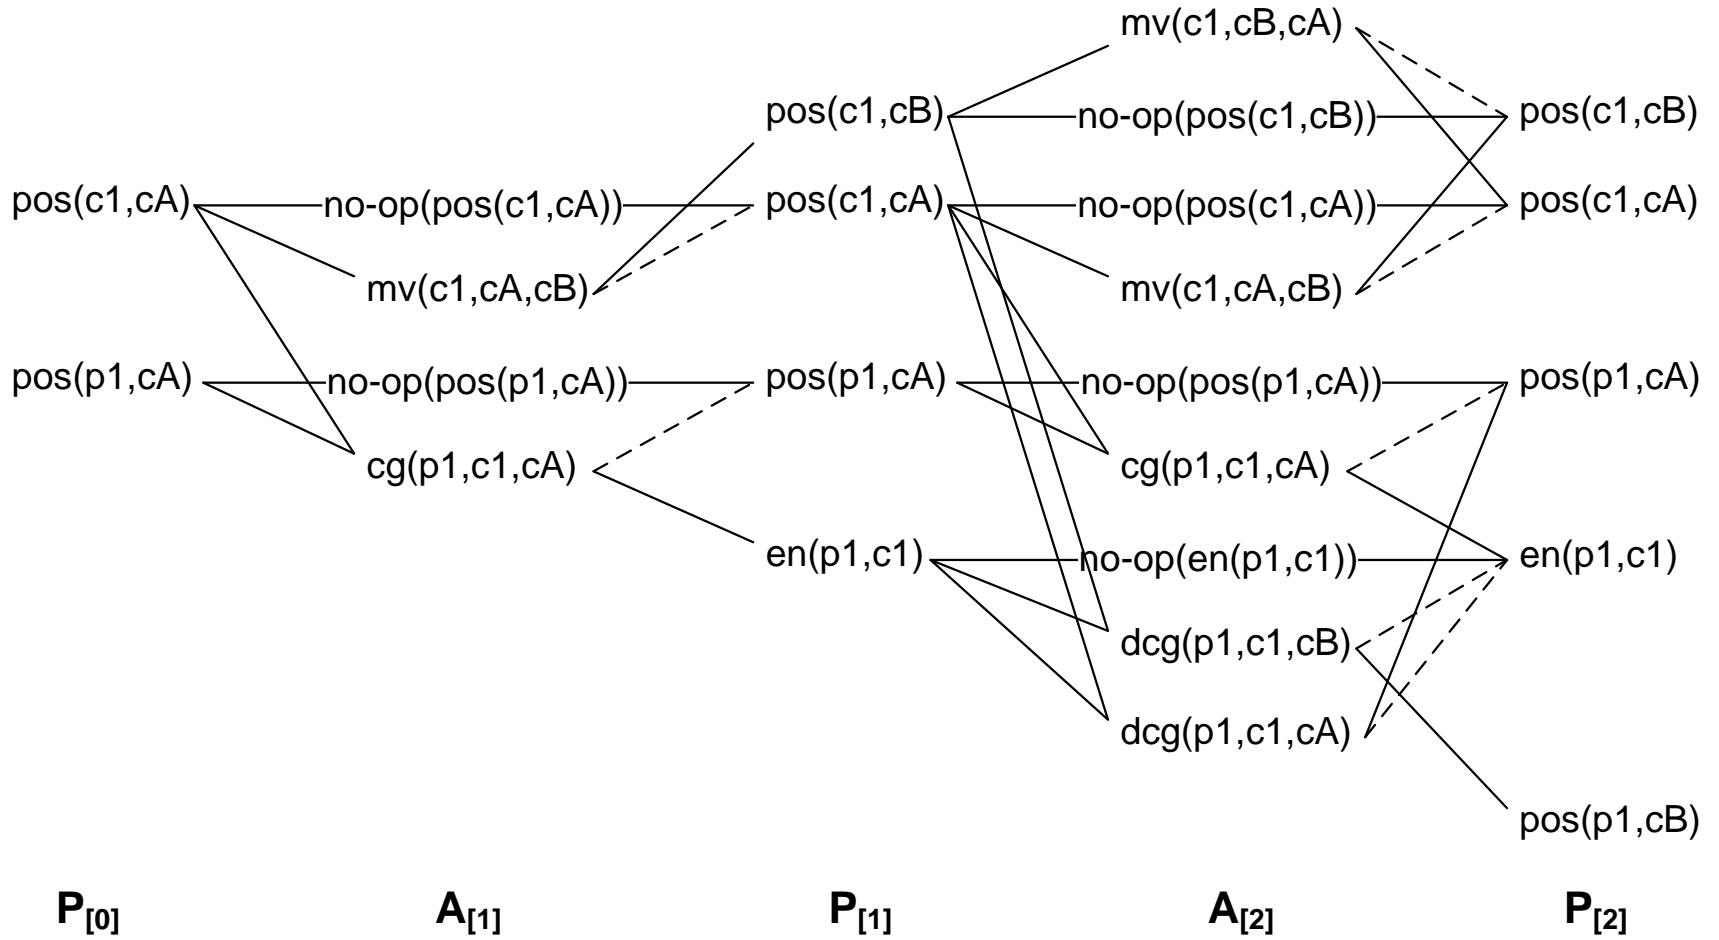 mv(c1,cB,cA)
pos(c1,cB) no-op(pos(c1,cB)) pos(c1,cB)
pos(c1,cA) no-op(pos(c1,cA)) pos(c1,cA) no-op(pos(c1,cA)) pos(c1,cA)
mv(c1,cA,cB) mv(c1,cA,cB)
pos(p1,cA) no-op(pos(p1,cA)) pos(p1,cA) no-op(pos(p1,cA)) pos(p1,cA)
cg(p1,c1,cA) cg(p1,c1,cA)
en(p1,c1) no-op(en(p1,c1)) en(p1,c1)
dcg(p1,c1,cB)
dcg(p1,c1,cA)
pos(p1,cB)
P[0] A[1] P[1] A[2] P[2]